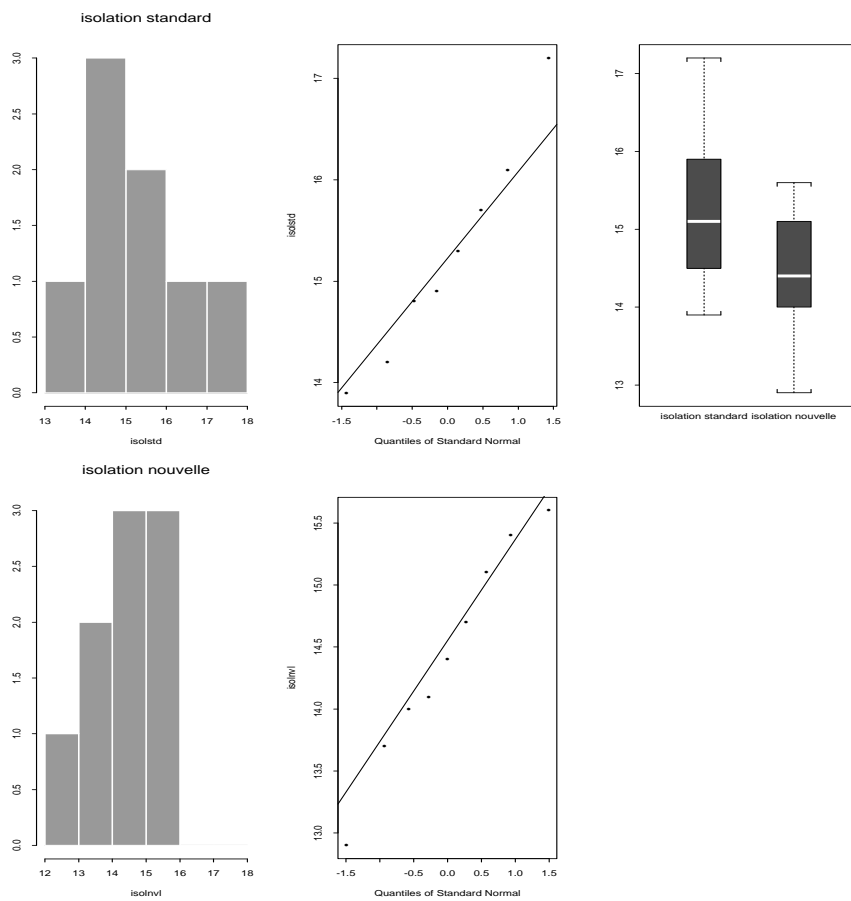 isolation standard
3.0
2.5
2.0
1.5
1.0
0.5
0.0
13 14 15 16 17 18
isolstd
17
16
15
14
isolstd
-1.5 0.0 0.5 1.0 1.5
Quantiles of Standard Normal
17
16
15
14
13
isolation standard isolation nouvelle
isolation nouvelle
3.0
2.5
2.0
1.5
1.0
0.5
0.0
12 13 14 15 16 17 18
isolnvl
15.5
15.0
14.5
14.0
13.5
13.0
isolnvl
-1.5 -0.5 0.0 0.5 1.0 1.5
Quantiles of Standard Normal